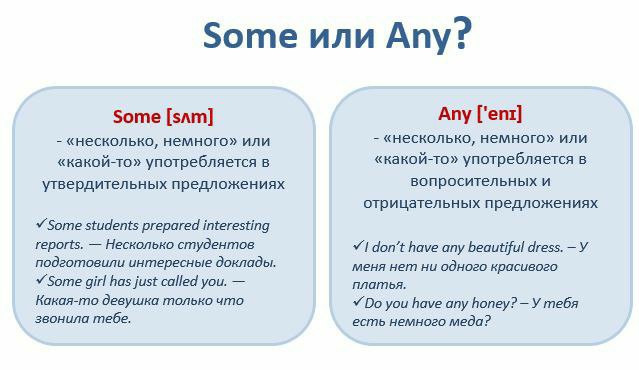 Some или Any?
Some [sʌm]
- «несколько, немного» или
«какой-то» употребляется в
утвердительных предложениях
✓Some students prepared interesting
reports. — Несколько студентов
подготовили интересные доклады.
✓Some girl has just called you. —
Какая-то девушка только что
звонила тебе.
Any ['enɪ]
- «несколько, немного» или
«какой-то» употребляется в
вопросительных и
отрицательных предложениях
✓I don’t have any beautiful dress. – У
меня нет ни одного красивого
платья.
✓Do you have any honey? – У тебя
есть немного меда?